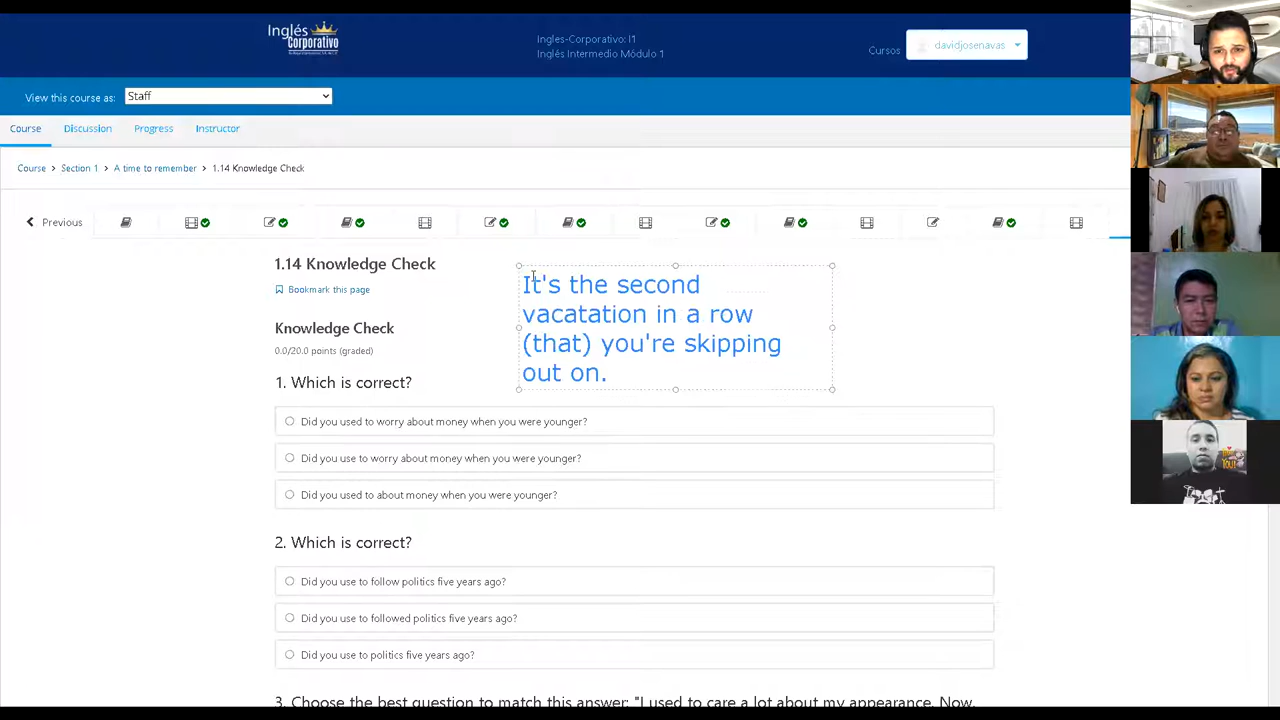 Inglés
Corporativo
Ingles-Corporativo: I1
Inglés Intermedio Módulo 1
Cursos
davidjosenavas
View this course as:
Staff
Course
Discussion
Progress
Instructor
Course > Section 1 > A time to remember > 1.14 Knowledge Check
Previous
1.14 Knowledge Check
Bookmark this page
It's the second
vacatation in a row
(that) you're skipping
out on.
Knowledge Check
0.0/20.0 points (graded)
1. Which is correct?
Did you used to worry about money when you were younger?
Did you use to worry about money when you were younger?
Did you used to about money when you were younger?
2. Which is correct?
Did you use to follow politics five years ago?
Did you use to followed politics five years ago?
Did you use to politics five years ago?
3. Choose the best question to match this answer: "I used to care a lot about my appearance. Now,